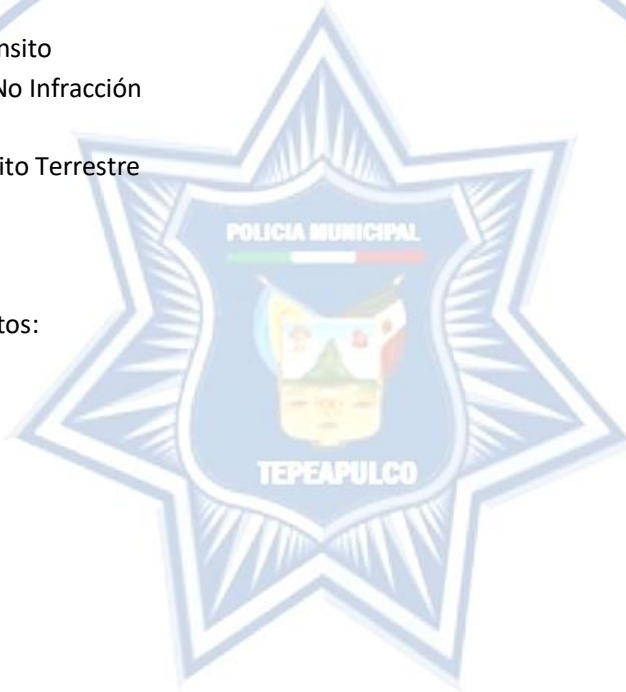 nsito
No Infracción
ito Terrestre
POLICIA MUNICIPAL
tos:
TEPEAPULCO